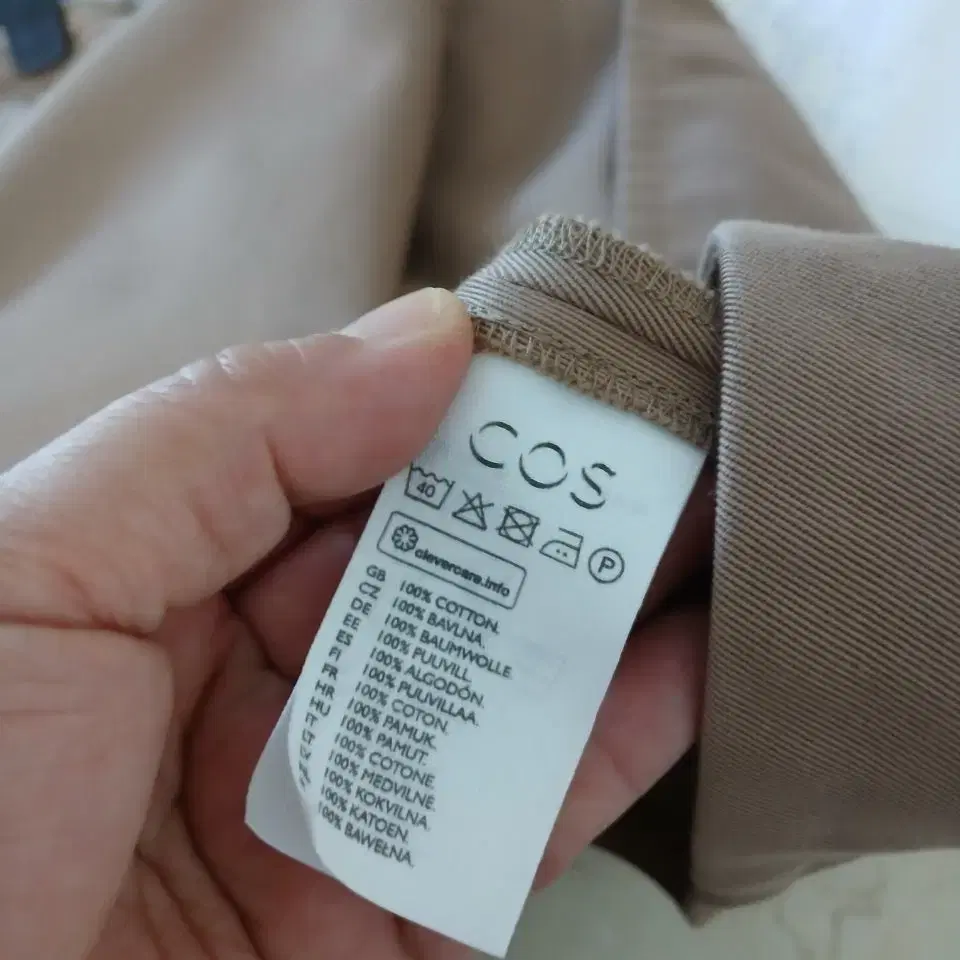 COS
40
P
clevercare.info
GB 100% COTTON.
CZ 100% BAVLNA.
DE 100% BAUMWOLLE.
EE 100% PUUVILL.
ES 100% ALGODÓN.
FI 100% PUUVILLAA.
FR 100% COTON.
HR 100% PAMUK.
HU 100% PAMUT.
IT 100% COTONE.
LT 100% MEDVILNĖ.
100% KOKVILNA.
100% KATOEN.
100% BAWEŁNA.